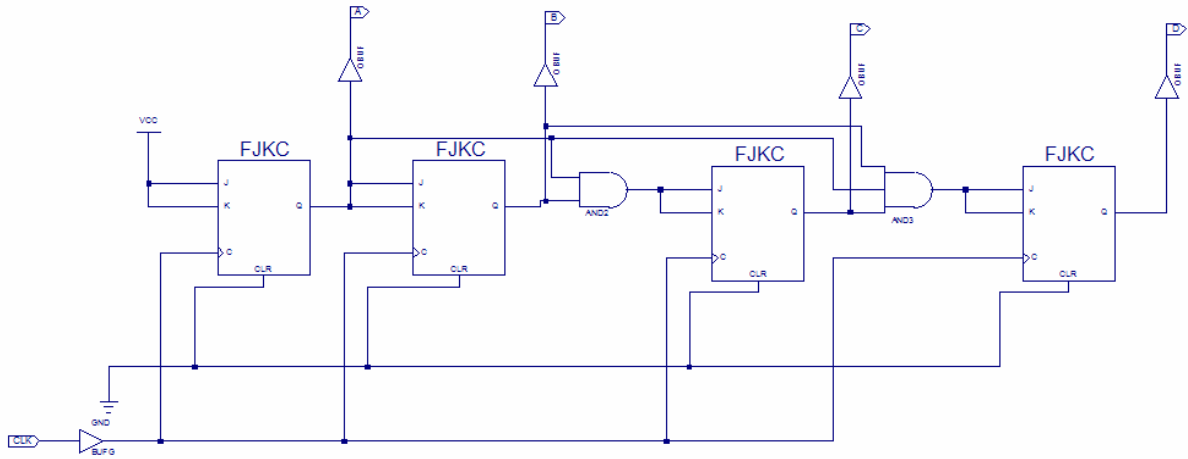 A
B
C
D
OBUF
OBUF
OBUF
OBUF
VCC
FJKC
FJKC
FJKC
FJKC
J
K
Q
C
CLR
J
K
Q
C
CLR
AND2
J
K
Q
C
CLR
AND3
J
K
Q
C
CLR
GND
CLK
BUFG